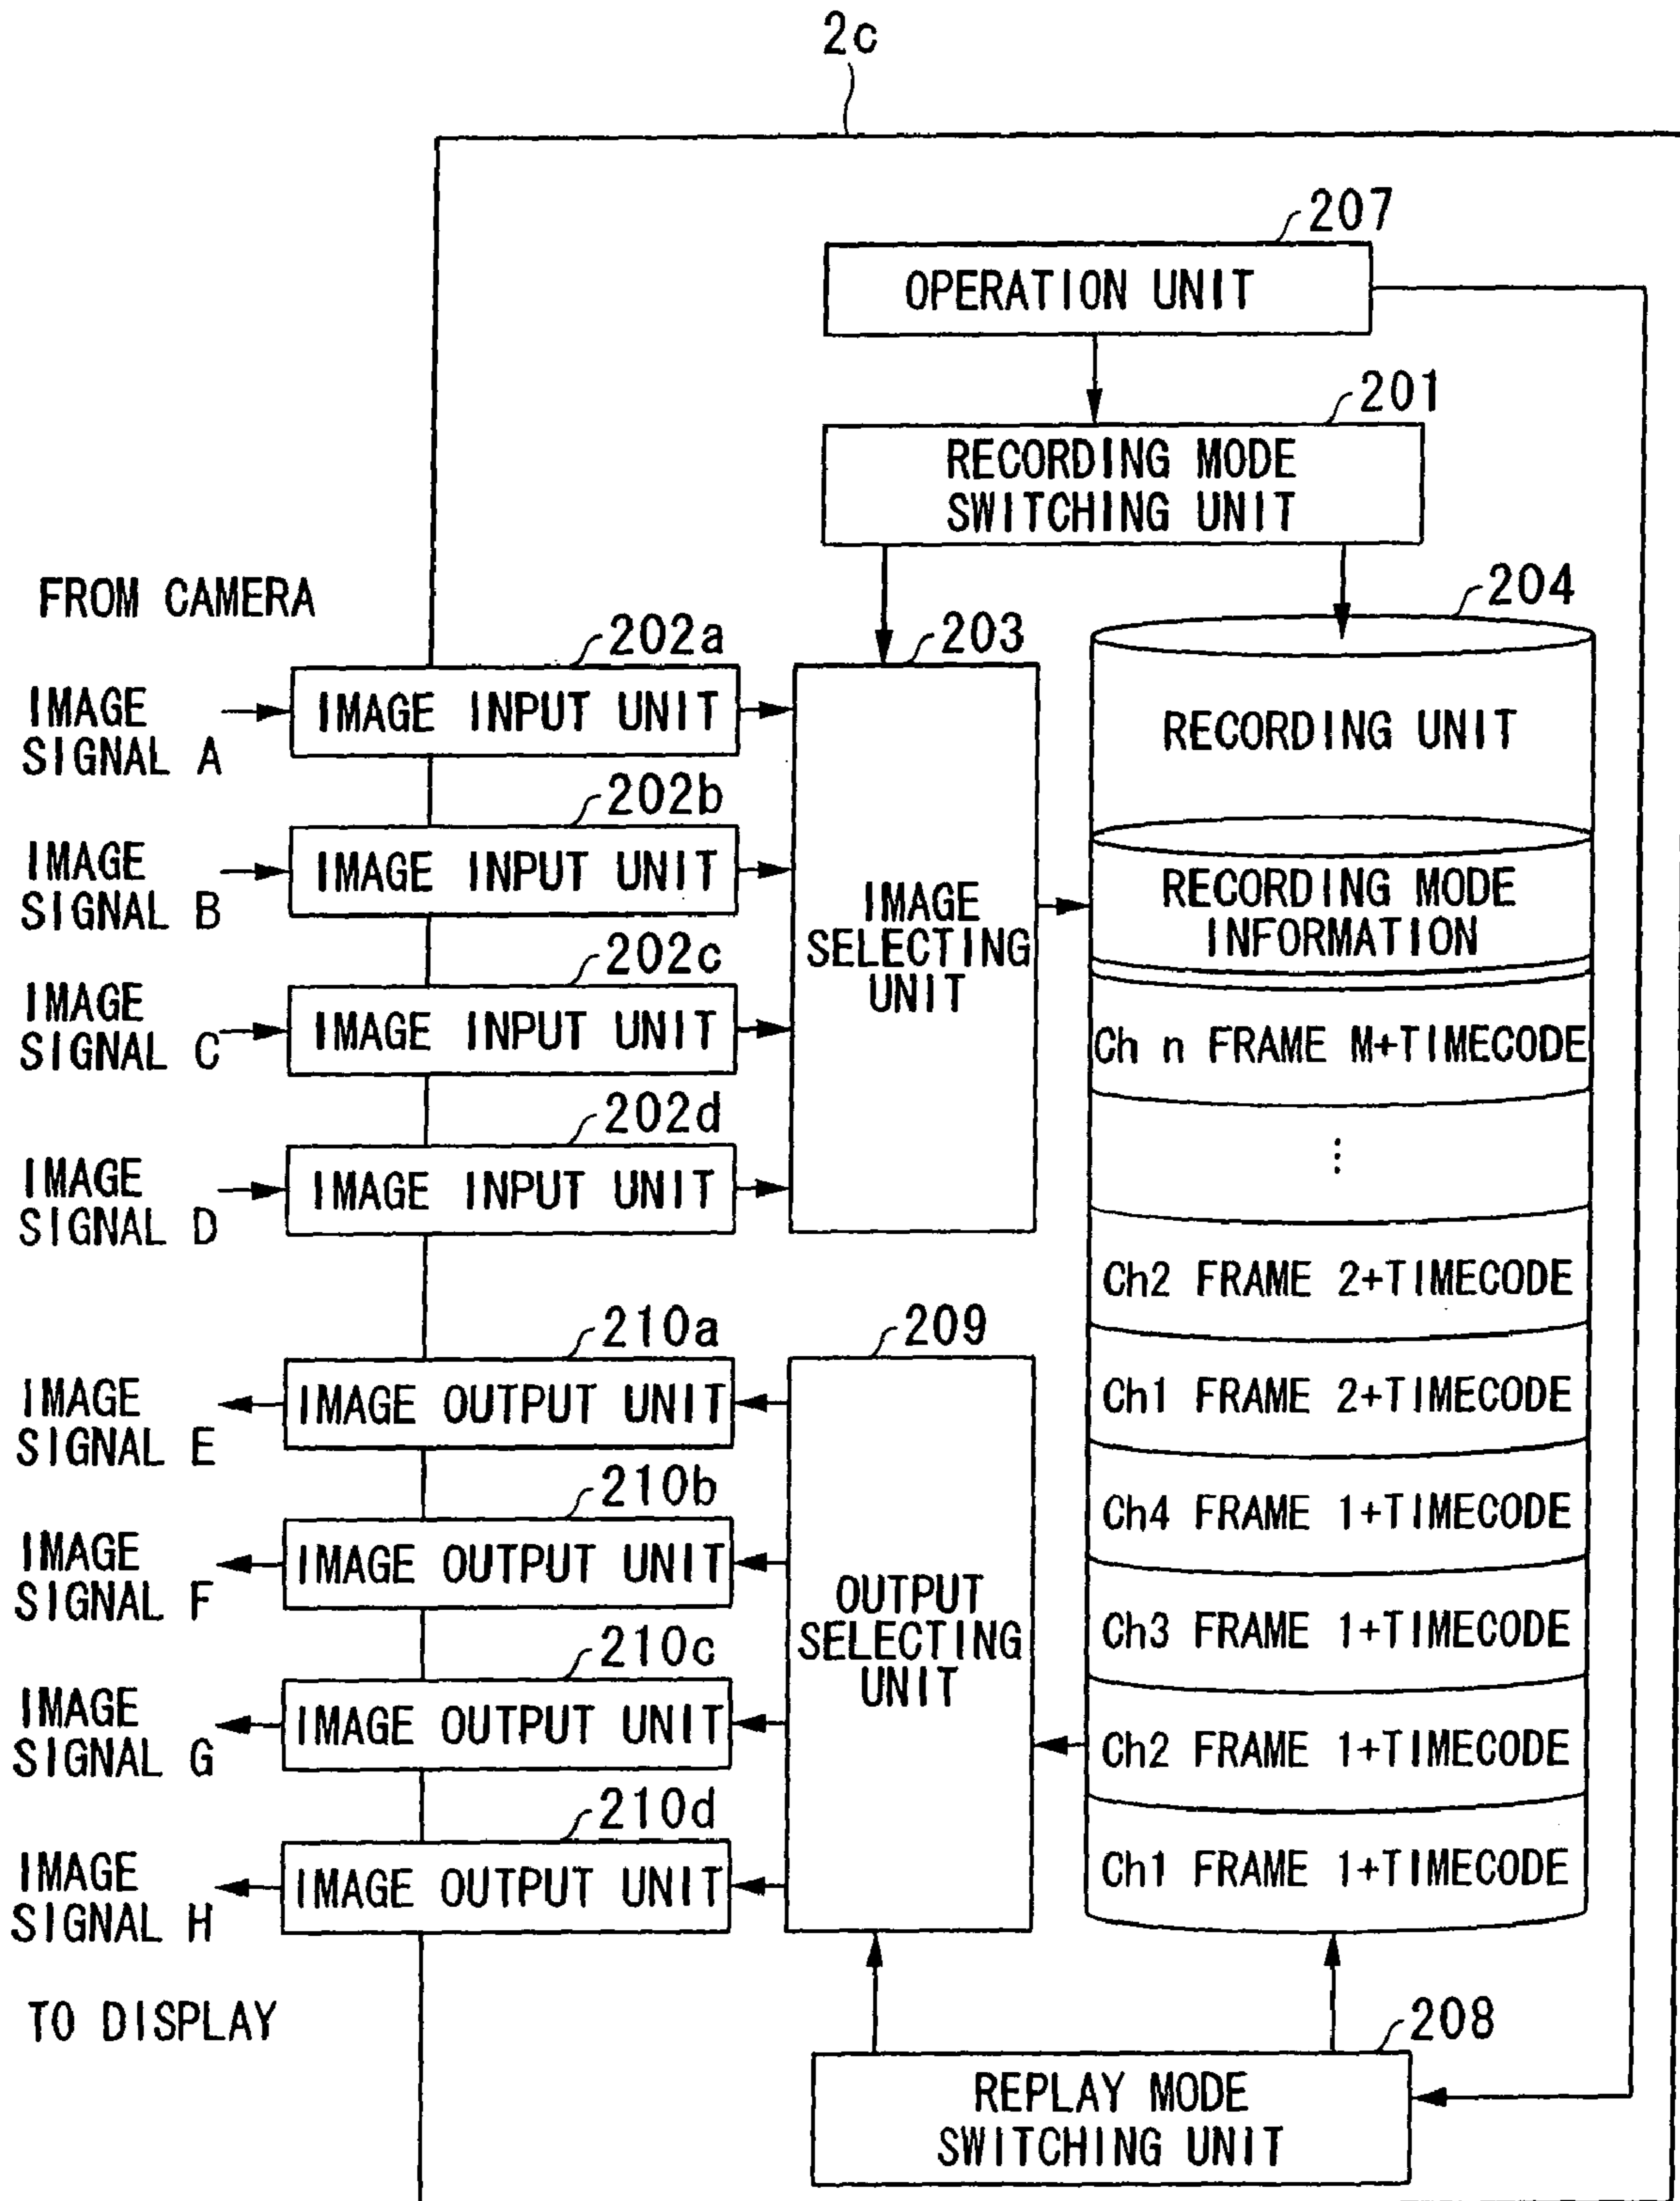 2c
207
OPERATION UNIT
201
RECORDING MODE
SWITCHING UNIT
FROM CAMERA
204
202a
203
IMAGE
SIGNAL A
IMAGE INPUT UNIT
RECORDING UNIT
202b
IMAGE
SIGNAL B
IMAGE INPUT UNIT
RECORDING MODE
INFORMATION
IMAGE
SELECTING
UNIT
202c
IMAGE
SIGNAL C
IMAGE INPUT UNIT
Ch n FRAME M+TIMECODE
202d
⋮
IMAGE
SIGNAL D
IMAGE INPUT UNIT
Ch2 FRAME 2+TIMECODE
210a
209
IMAGE
SIGNAL E
IMAGE OUTPUT UNIT
Ch1 FRAME 2+TIMECODE
210b
Ch4 FRAME 1+TIMECODE
IMAGE
SIGNAL F
IMAGE OUTPUT UNIT
OUTPUT
SELECTING
UNIT
Ch3 FRAME 1+TIMECODE
210c
IMAGE
SIGNAL G
IMAGE OUTPUT UNIT
Ch2 FRAME 1+TIMECODE
210d
IMAGE
SIGNAL H
IMAGE OUTPUT UNIT
Ch1 FRAME 1+TIMECODE
TO DISPLAY
208
REPLAY MODE
SWITCHING UNIT